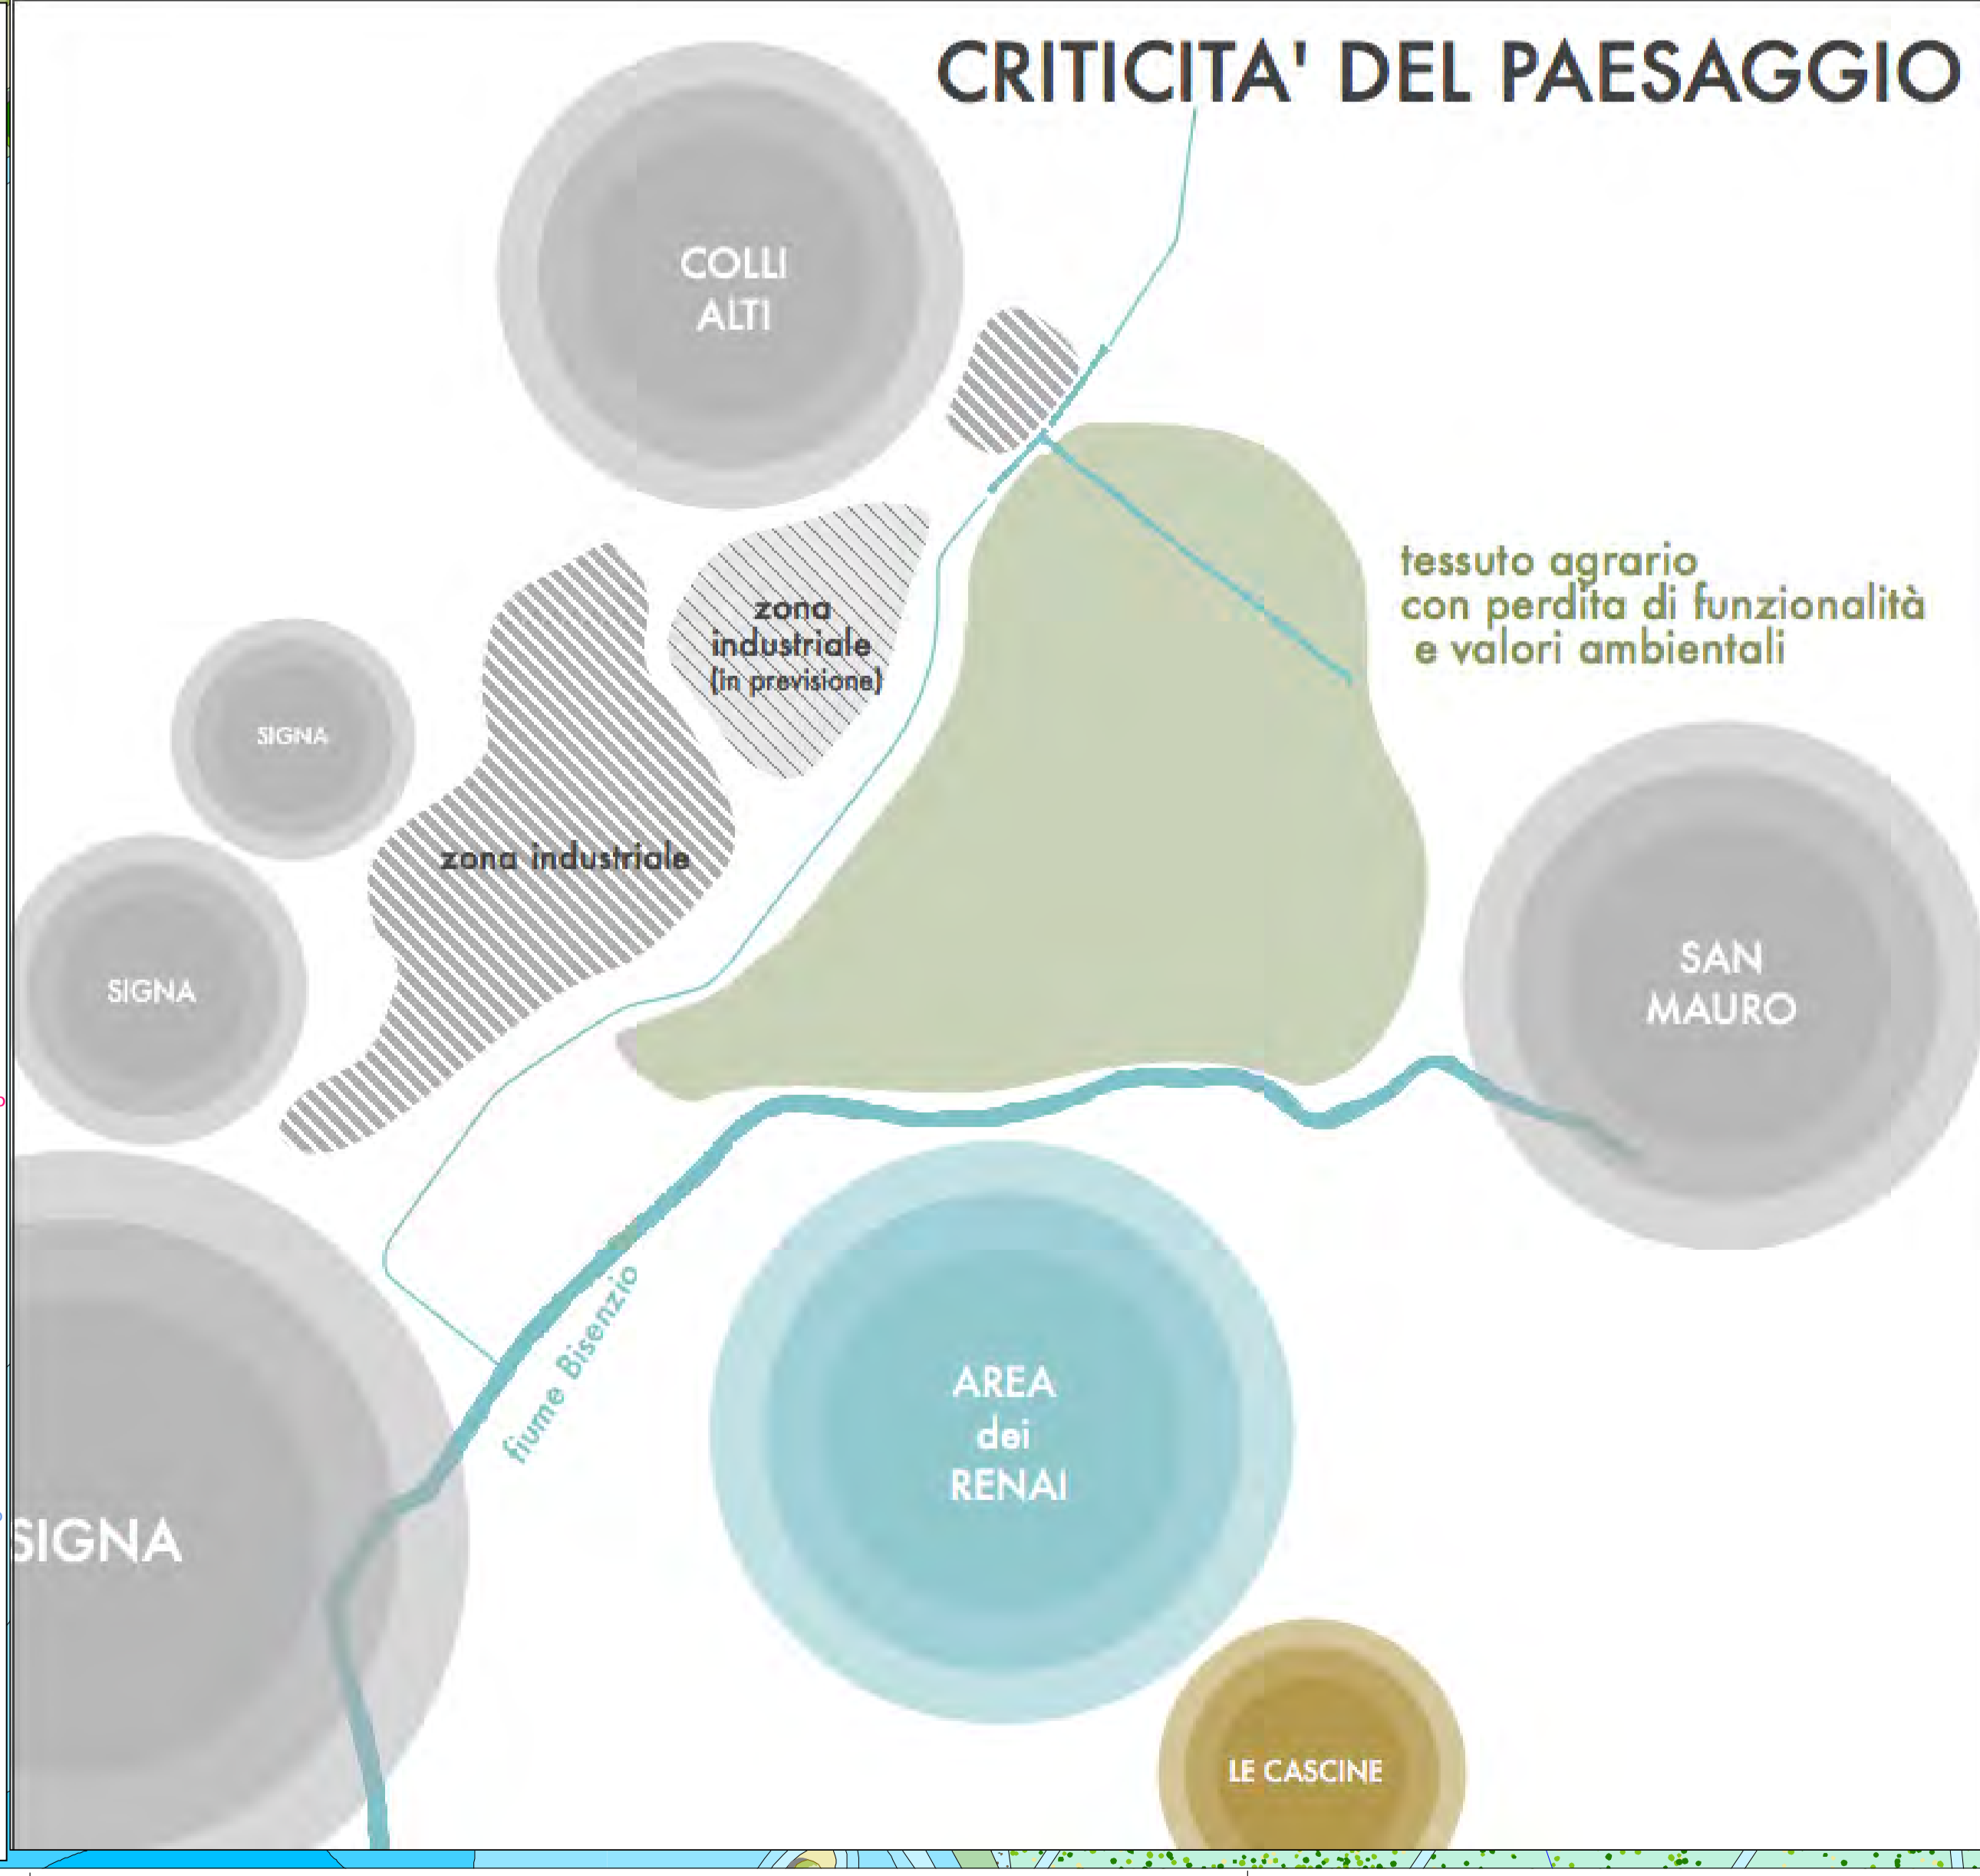 CRITICITA' DEL PAESAGGIO
COLLI
ALTI
tessuto agrario
con perdita di funzionalità
e valori ambientali
zona
industriale
(in previsione)
SIGNA
zona industriale
SIGNA
SAN
MAURO
fiume Bisenzio
AREA
dei
RENAI
SIGNA
LE CASCINE